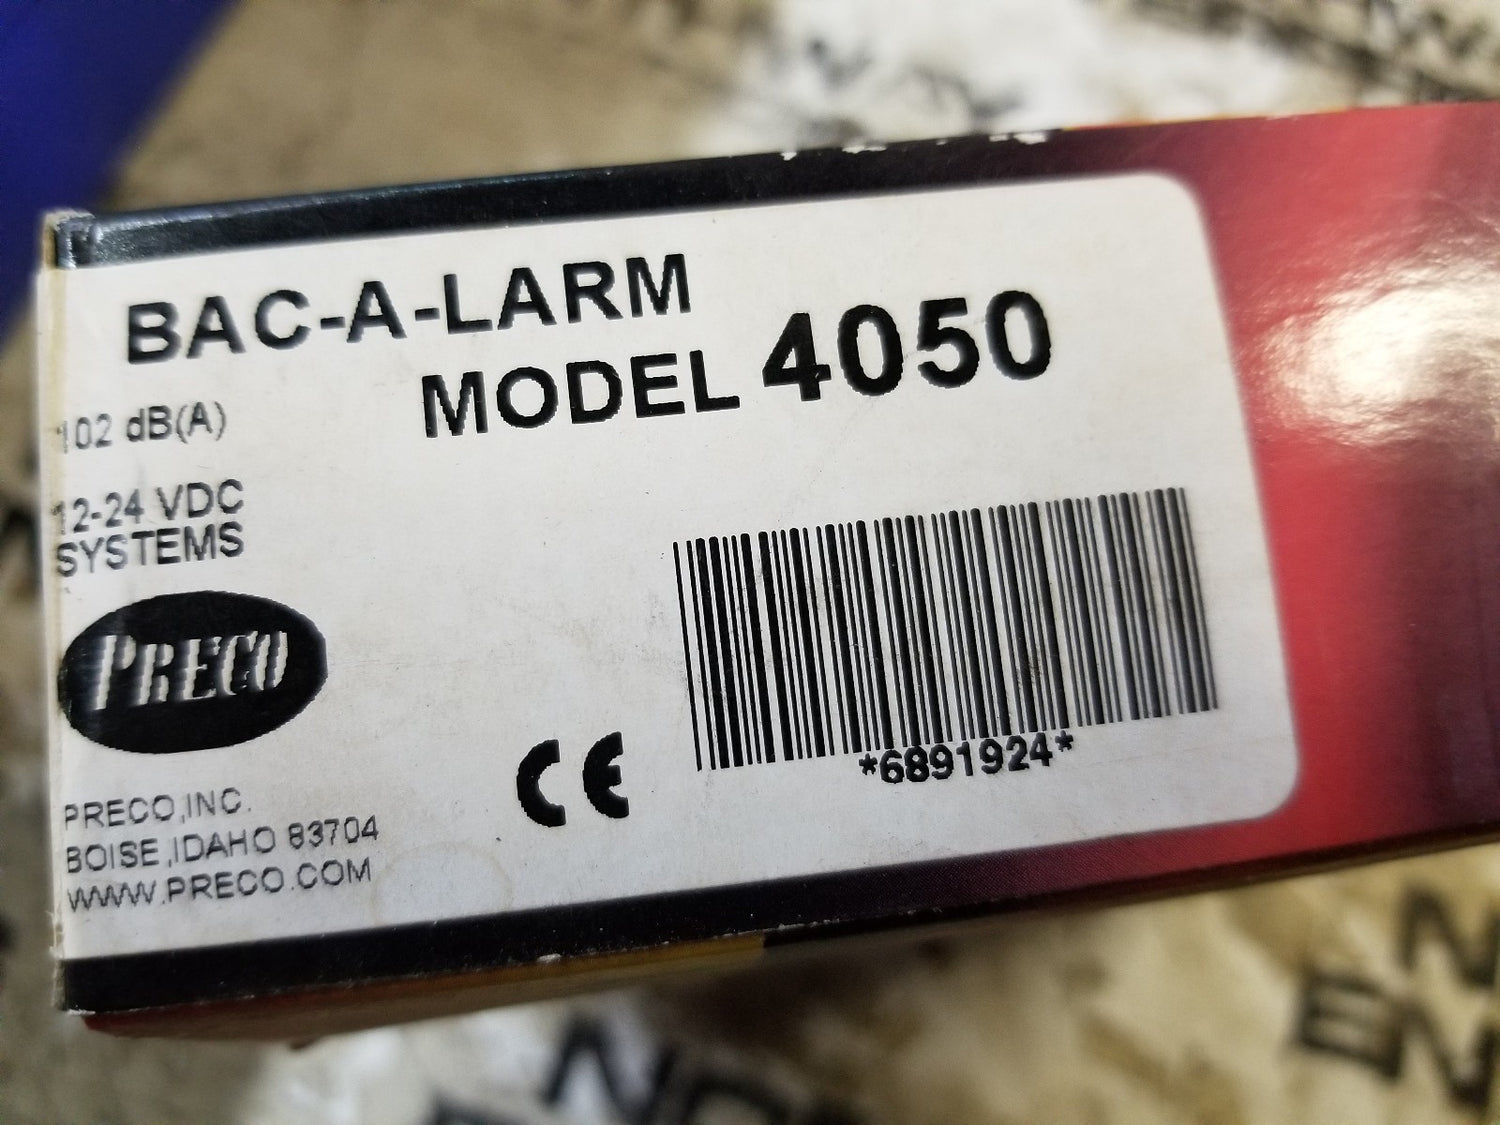 BAC-A-LARM
MODEL 4050
102 dB(A)
12-24 VDC
SYSTEMS
PRECO
CE
*6891924*
PRECO,INC.
BOISE,IDAHO 83704
WWW.PRECO.COM